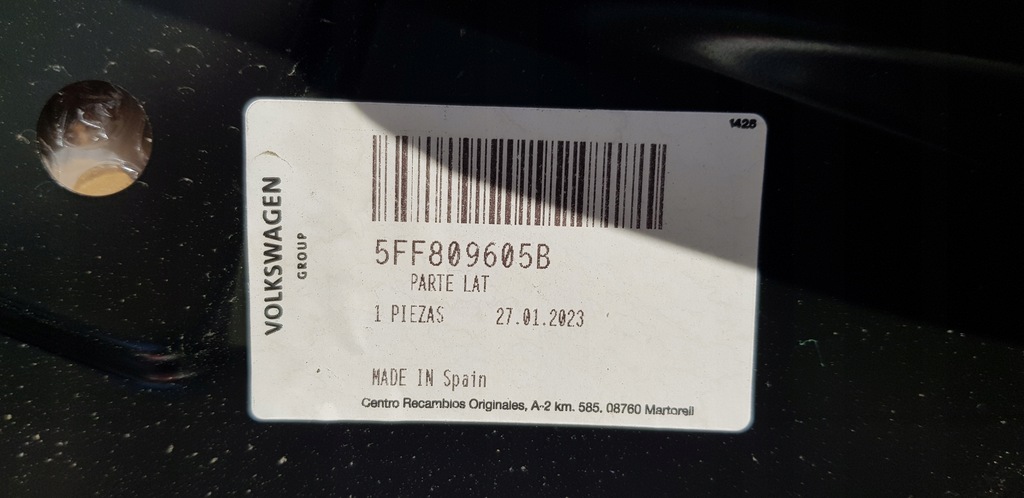 1426
VOLKSWAGEN
GROUP
5FF809605B
PARTE LAT
1 PIEZAS 27.01.2023
MADE IN Spain
Centro Recambios Originales, A-2 km. 585. 08760 Martorell